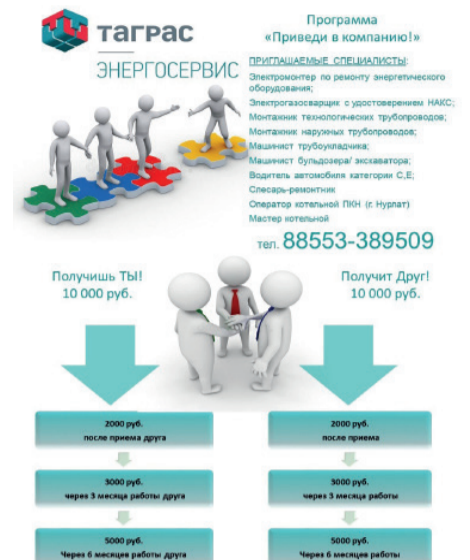 ТАГРАС
ЭНЕРГОСЕРВИС
Программа
«Приведи в компанию!»
ПРИГЛАШАЕМЫЕ СПЕЦИАЛИСТЫ:
Электромонтер по ремонту энергетического
оборудования;
Электрогазосварщик с удостоверением НАКС;
Монтажник технологических трубопроводов;
Монтажник наружных трубопроводов;
Машинист трубоукладчика;
Машинист бульдозера/ экскаватора;
Водитель автомобиля категории С,Е;
Слесарь-ремонтник
Оператор котельной ПКН (г. Нурлат)
Мастер котельной
тел. 88553-389509
Получишь ТЫ!
10 000 руб.
Получит Друг!
10 000 руб.
2000 руб.
после приема друга
2000 руб.
после приема
3000 руб.
через 3 месяца работы друга
3000 руб.
через 3 месяца работы
5000 руб.
Через 6 месяцев работы друга
5000 руб.
Через 6 месяцев работы